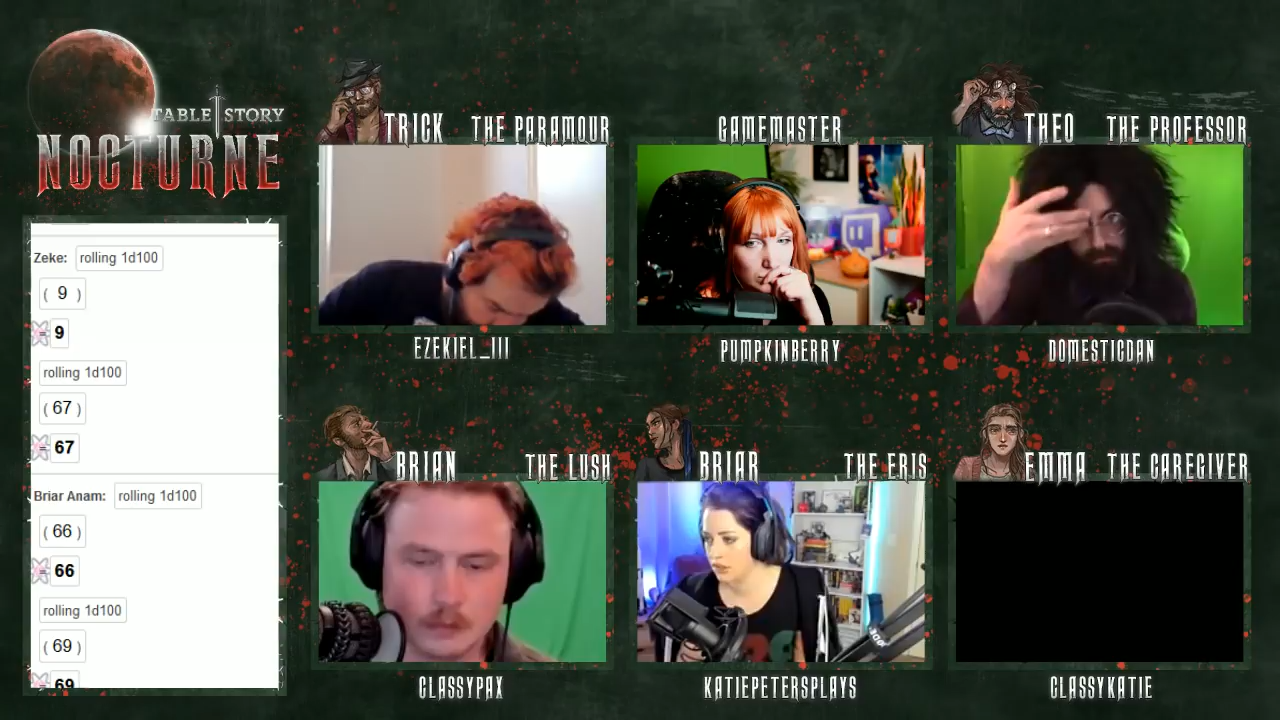 TABLE STORY
NOCTURNE
Zeke: rolling 1d100
( 9 )
= 9
rolling 1d100
( 67 )
= 67
Briar Anam: rolling 1d100
( 66 )
= 66
rolling 1d100
( 69 )
= 69
TRICK THE PARAMOUR
EZEKIEL_III
GAMEMASTER
PUMPKINBERRY
THEO THE PROFESSOR
DOMESTICDAN
BRIAN THE LUSH
CLASSYPAX
BRIAR THE ERIS
KATIEPETERSPLAYS
EMMA THE CAREGIVER
CLASSYKATIE